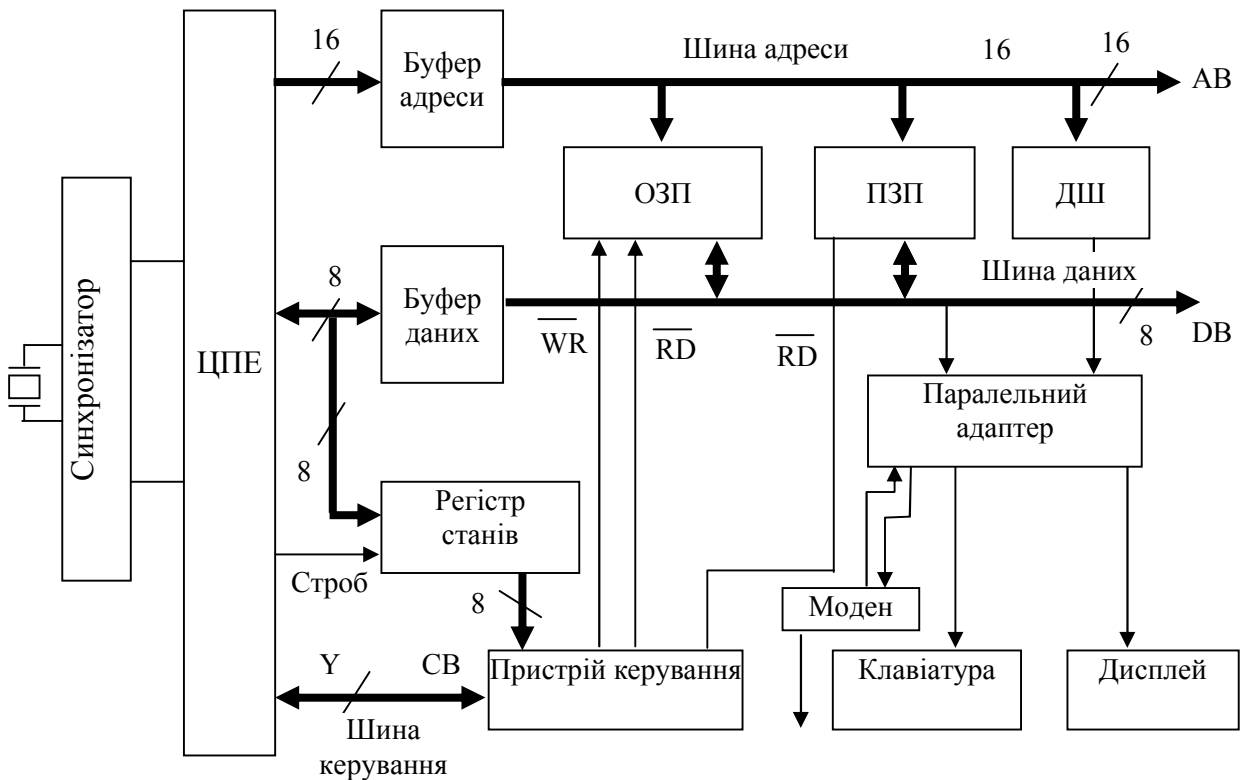 16
Буфер
адреси
Шина адреси
16
16
AB
ОЗП
ПЗП
ДШ
Синхронізатор
ЦПЕ
8
Буфер
даних
Шина даних
8
DB
WR
RD
RD
Паралельний
адаптер
8
Регістр
станів
Строб
8
Моден
Y
CB
Пристрій керування
Клавіатура
Дисплей
Шина
керування